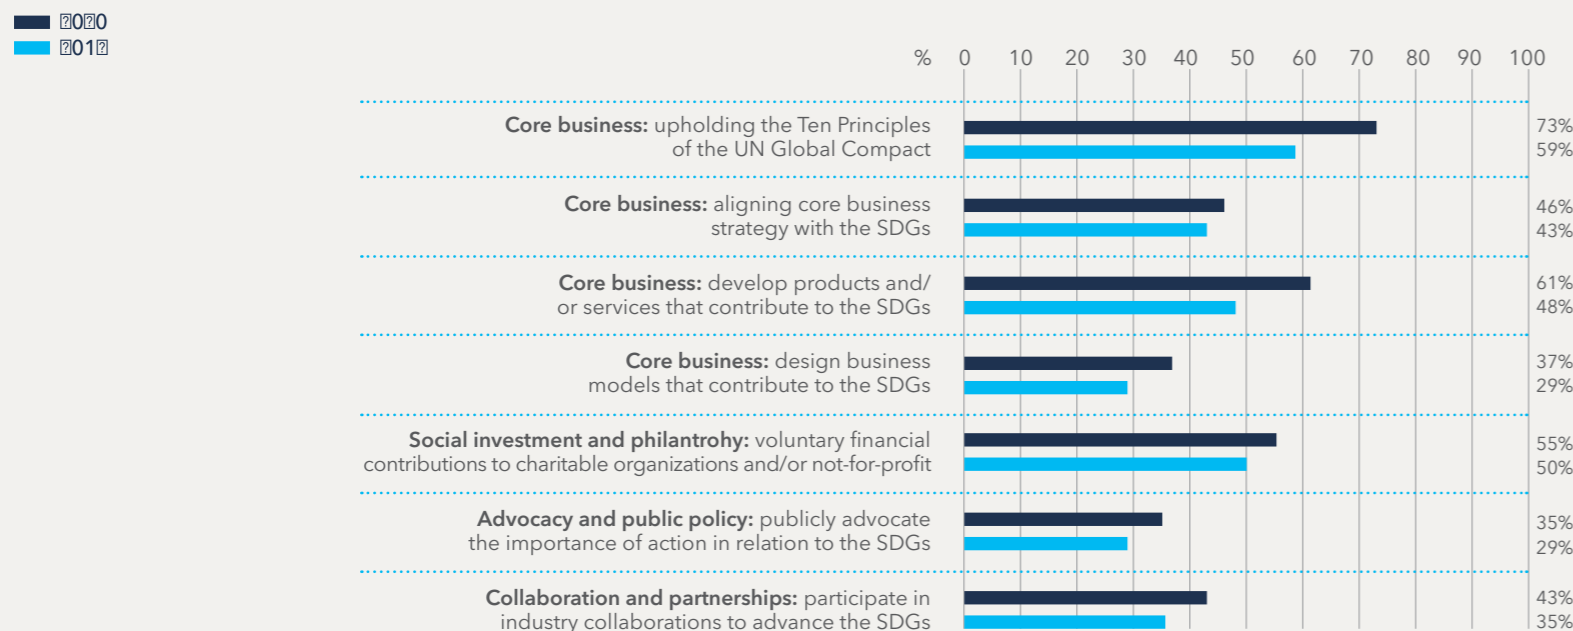 % 0 10 20 30 40 50 60 70 80 90 100
Core business: upholding the Ten Principles
of the UN Global Compact
73%
59%
Core business: aligning core business
strategy with the SDGs
46%
43%
Core business: develop products and/
or services that contribute to the SDGs
61%
48%
Core business: design business
models that contribute to the SDGs
37%
29%
Social investment and philantrohy: voluntary financial
contributions to charitable organizations and/or not-for-profit
55%
50%
Advocacy and public policy: publicly advocate
the importance of action in relation to the SDGs
35%
29%
Collaboration and partnerships: participate in
industry collaborations to advance the SDGs
43%
35%